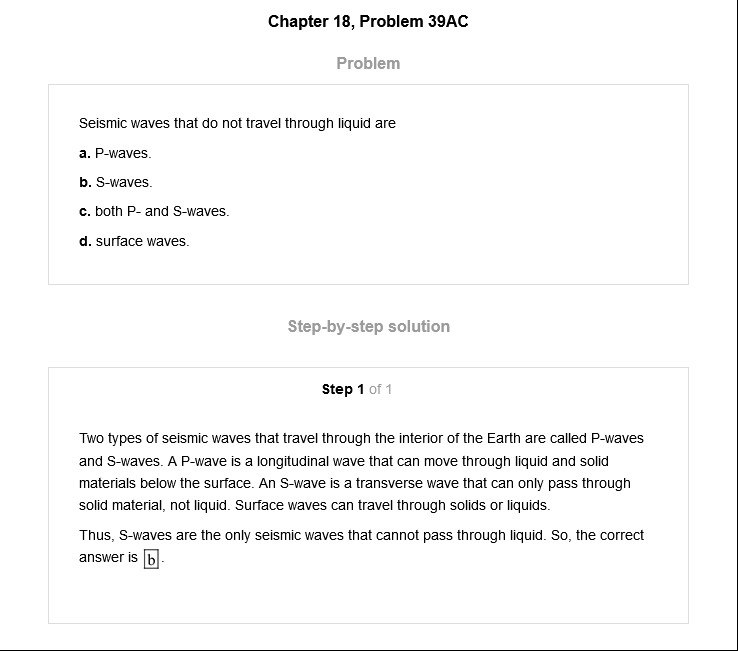 Chapter 18, Problem 39AC
Problem
Seismic waves that do not travel through liquid are
a. P-waves.
b. S-waves.
c. both P- and S-waves.
d. surface waves.
Step-by-step solution
Step 1 of 1
Two types of seismic waves that travel through the interior of the Earth are called P-waves
and S-waves. A P-wave is a longitudinal wave that can move through liquid and solid
materials below the surface. An S-wave is a transverse wave that can only pass through
solid material, not liquid. Surface waves can travel through solids or liquids.
Thus, S-waves are the only seismic waves that cannot pass through liquid. So, the correct
answer is b.